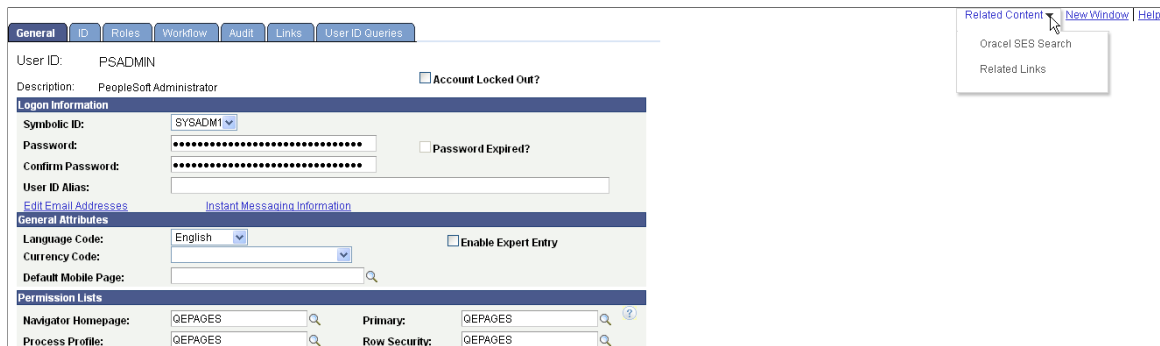 Related Content New Window | Help
General ID Roles Workflow Audit Links User ID Queries
Oracel SES Search
Related Links
User ID: PSADMIN
Account Locked Out?
Description: PeopleSoft Administrator
Logon Information
Symbolic ID: SYSADM1
Password: •••••••••••••••••••••••••••••••• Password Expired?
Confirm Password: ••••••••••••••••••••••••••••••••
User ID Alias:
Edit Email Addresses Instant Messaging Information
General Attributes
Language Code: English Enable Expert Entry
Currency Code:
Default Mobile Page:
Permission Lists
Navigator Homepage: QEPAGES Primary: QEPAGES ?
Process Profile: QEPAGES Row Security: QEPAGES